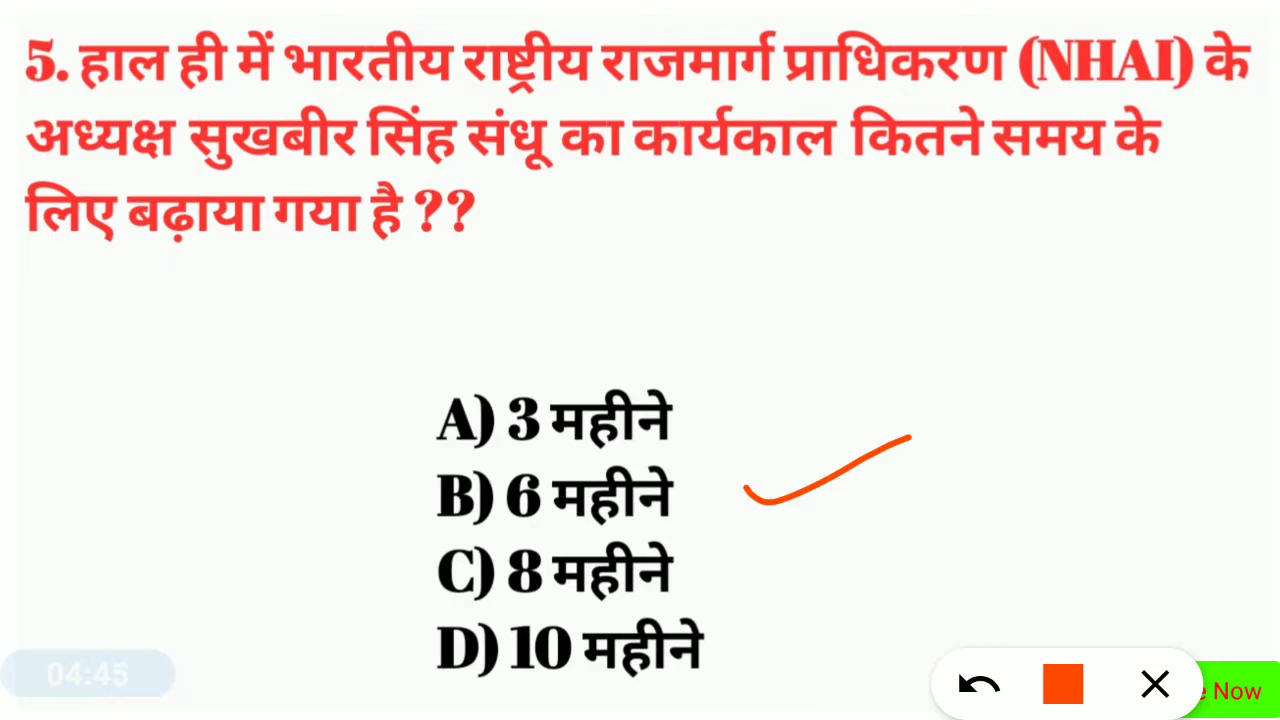 5. हाल ही में भारतीय राष्ट्रीय राजमार्ग प्राधिकरण (NHAI) के
अध्यक्ष सुखबीर सिंह संधू का कार्यकाल कितने समय के
लिए बढ़ाया गया है ??
A) 3 महीने
B) 6 महीने
C) 8 महीने
D) 10 महीने
04:45
Now